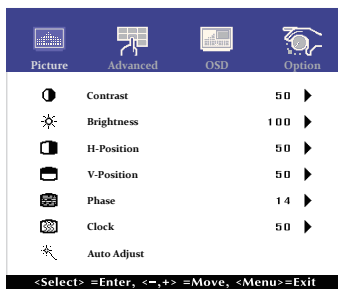 Picture Advanced OSD Option
Contrast 50
Brightness 100
H-Position 50
V-Position 50
Phase 14
Clock 50
Auto Adjust
<Select> =Enter, <−,+> =Move, <Menu>=Exit